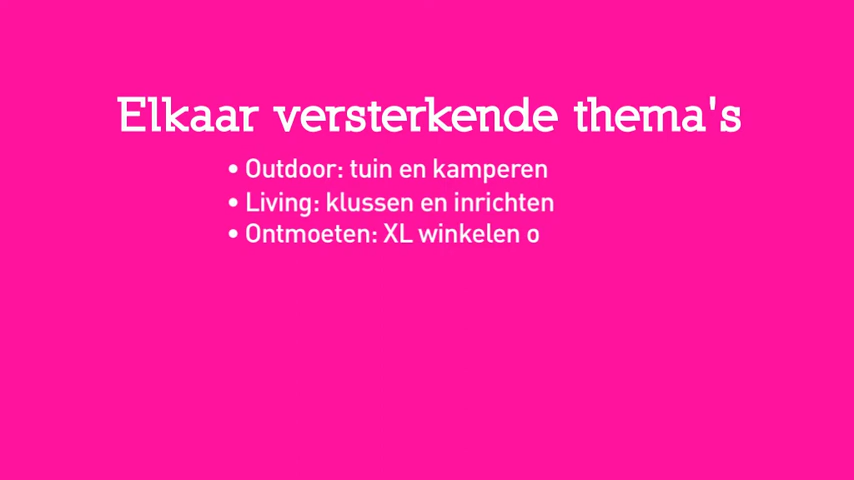 Elkaar versterkende thema's
• Outdoor: tuin en kamperen
• Living: klussen en inrichten
• Ontmoeten: XL winkelen o